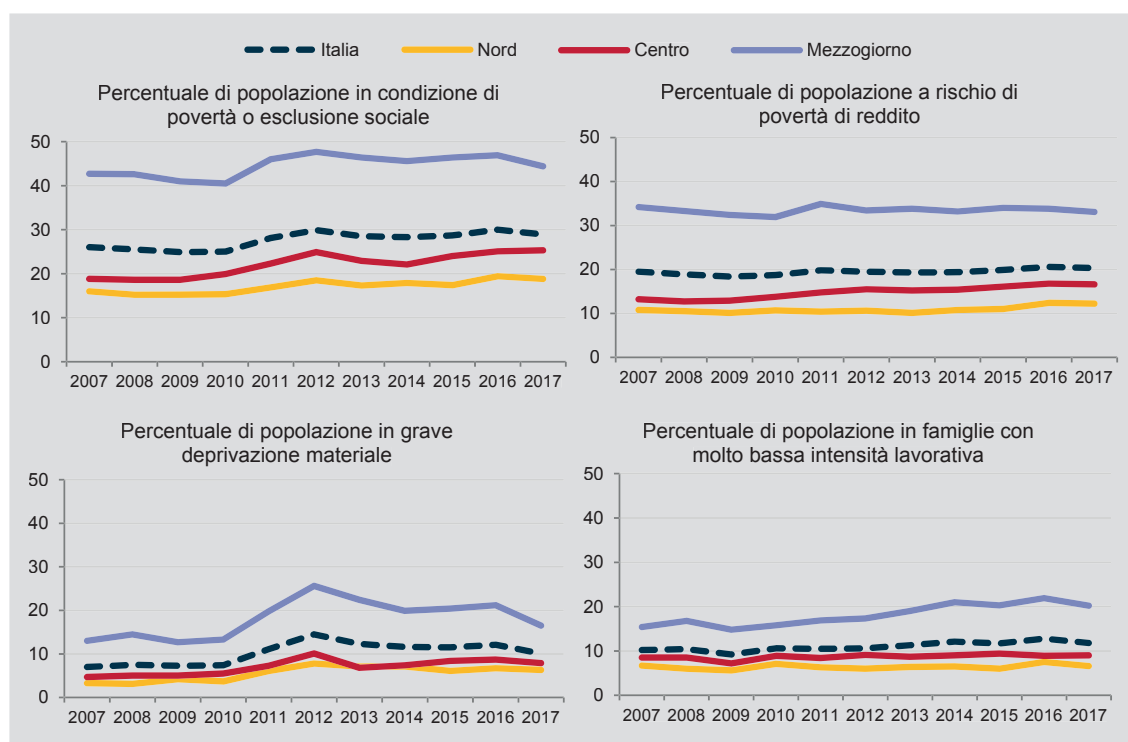 Italia Nord Centro Mezzogiorno
Percentuale di popolazione in condizione di
povertà o esclusione sociale
50
40
30
20
10
0
2007 2008 2009 2010 2011 2012 2013 2014 2015 2016 2017
Percentuale di popolazione a rischio di
povertà di reddito
50
40
30
20
10
0
2007 2008 2009 2010 2011 2012 2013 2014 2015 2016 2017
Percentuale di popolazione in grave
deprivazione materiale
50
40
30
20
10
0
2007 2008 2009 2010 2011 2012 2013 2014 2015 2016 2017
Percentuale di popolazione in famiglie con
molto bassa intensità lavorativa
50
40
30
20
10
0
2007 2008 2009 2010 2011 2012 2013 2014 2015 2016 2017